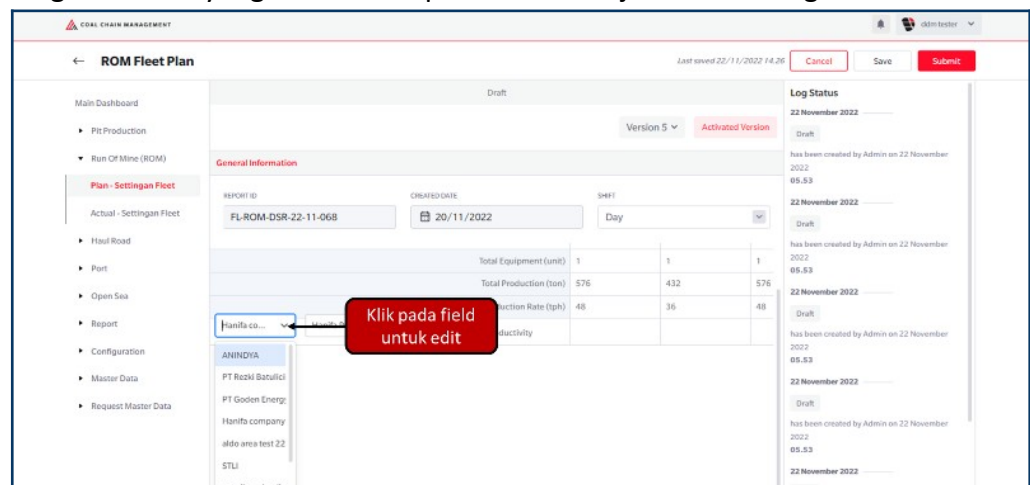 COAL CHAIN MANAGEMENT
ddm tester
← ROM Fleet Plan
Last saved 22/11/2022 14.26
Cancel
Save
Submit
Main Dashboard
Pit Production
Run Of Mine (ROM)
Plan - Settingan Fleet
Actual - Settingan Fleet
Haul Road
Port
Open Sea
Report
Configuration
Master Data
Request Master Data
Draft
Version 5
Activated Version
General Information
REPORT ID
CREATED DATE
SHIFT
FL-ROM-DSR-22-11-068
20/11/2022
Day
Total Equipment (unit) 1 1 1
Total Production (ton) 576 432 576
uction Rate (tph) 48 36 48
oductivity
Hanifa co...
Klik pada field
untuk edit
ANINDYA
PT Rezki Batulici
PT Goden Energ
Hanifa company
aldo area test 22
STLI
Log Status
22 November 2022
Draft
has been created by Admin on 22 November
2022
05.53
22 November 2022
Draft
has been created by Admin on 22 November
2022
05.53
22 November 2022
Draft
has been created by Admin on 22 November
2022
05.53
22 November 2022
Draft
has been created by Admin on 22 November
2022
05.53
22 November 2022